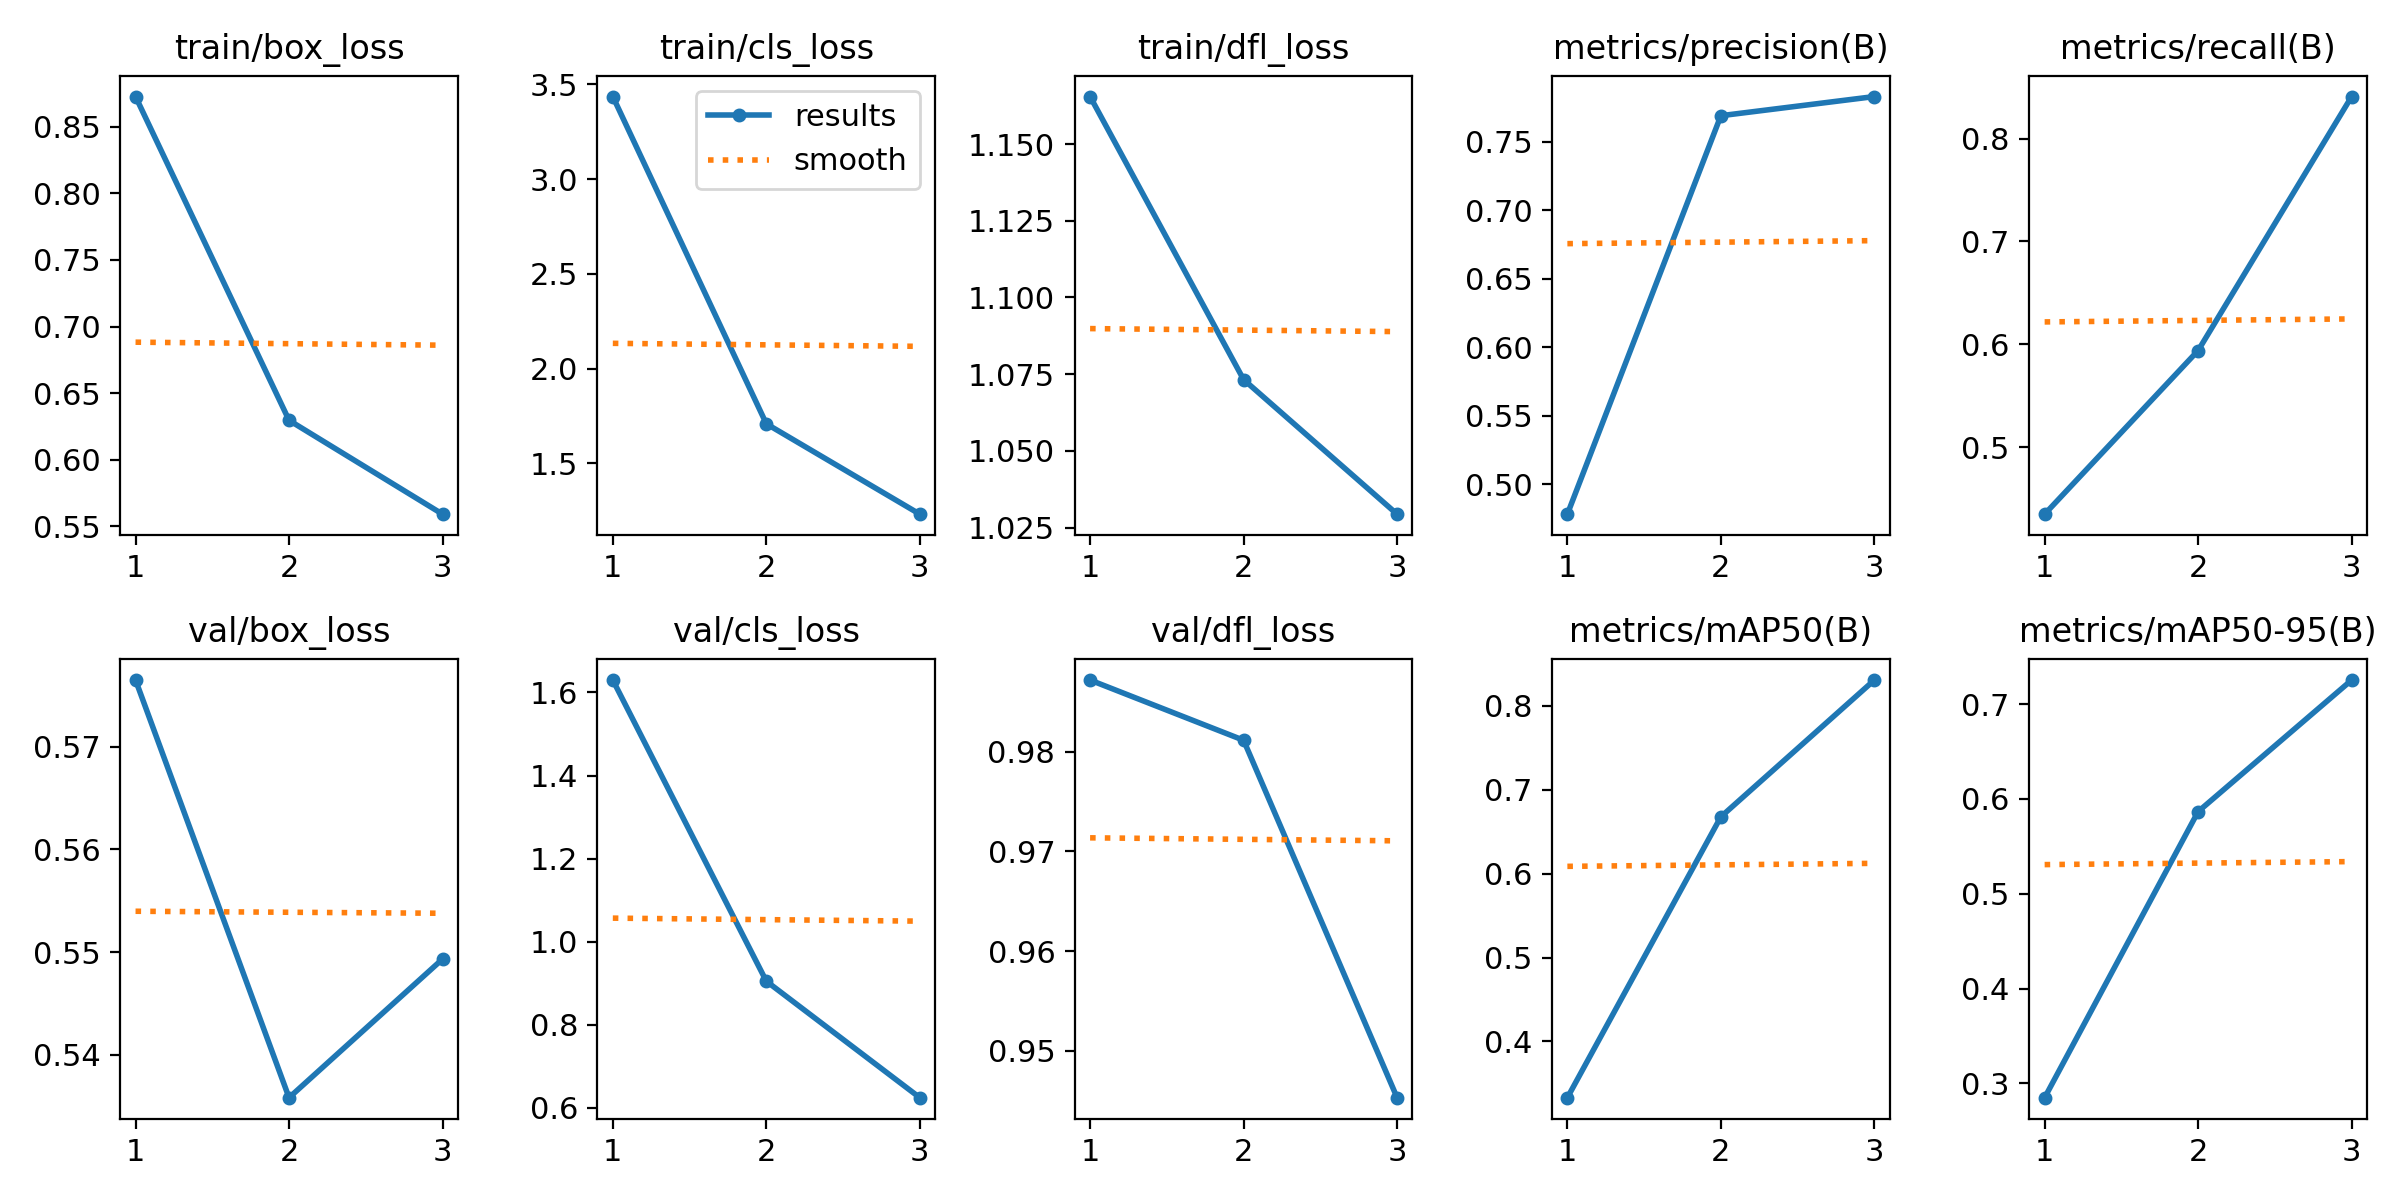 train/box_loss
0.85
0.80
0.75
0.70
0.65
0.60
0.55
1 2 3
train/cls_loss
3.5
3.0
2.5
2.0
1.5
results
smooth
1 2 3
train/dfl_loss
1.150
1.125
1.100
1.075
1.050
1.025
1 2 3
metrics/precision(B)
0.75
0.70
0.65
0.60
0.55
0.50
1 2 3
metrics/recall(B)
0.8
0.7
0.6
0.5
1 2 3
val/box_loss
0.57
0.56
0.55
0.54
1 2 3
val/cls_loss
1.6
1.4
1.2
1.0
0.8
0.6
1 2 3
val/dfl_loss
0.98
0.97
0.96
0.95
1 2 3
metrics/mAP50(B)
0.8
0.7
0.6
0.5
0.4
1 2 3
metrics/mAP50-95(B)
0.7
0.6
0.5
0.4
0.3
1 2 3